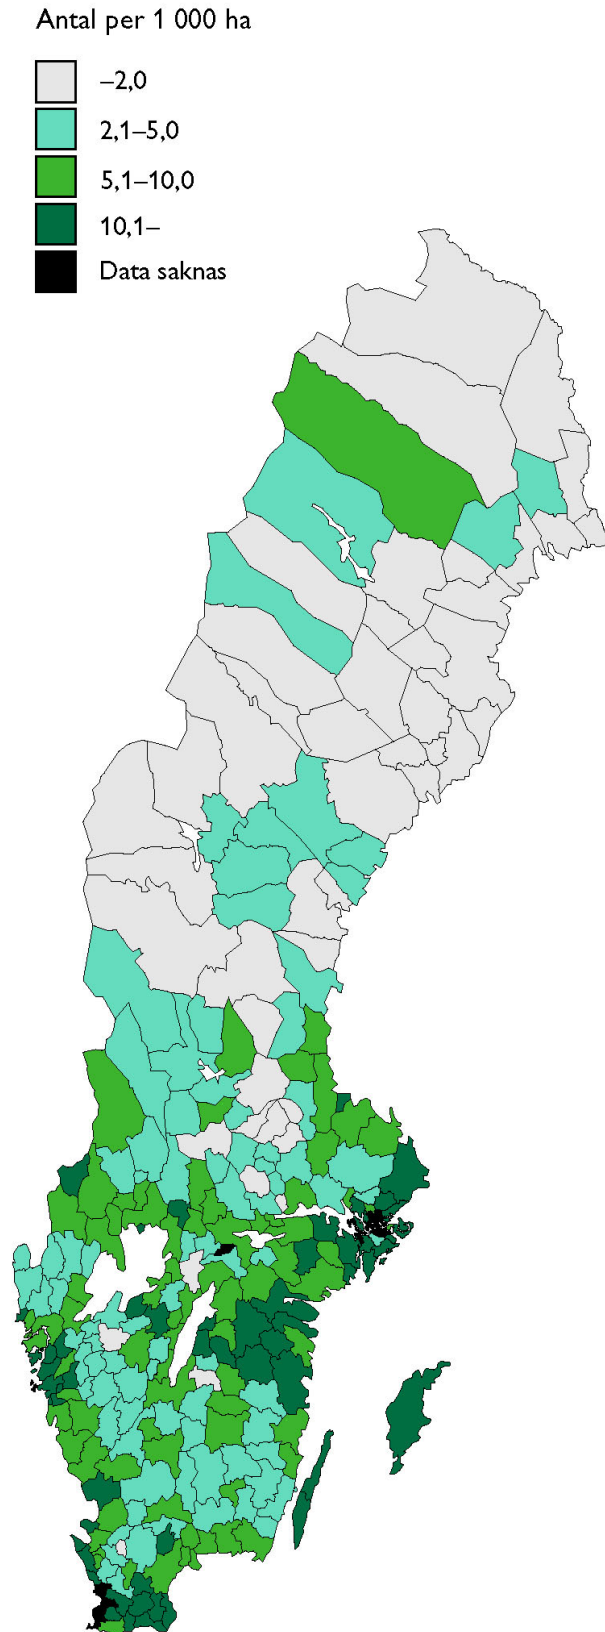 Antal per 1 000 ha
–2,0
2,1–5,0
5,1–10,0
10,1–
Data saknas